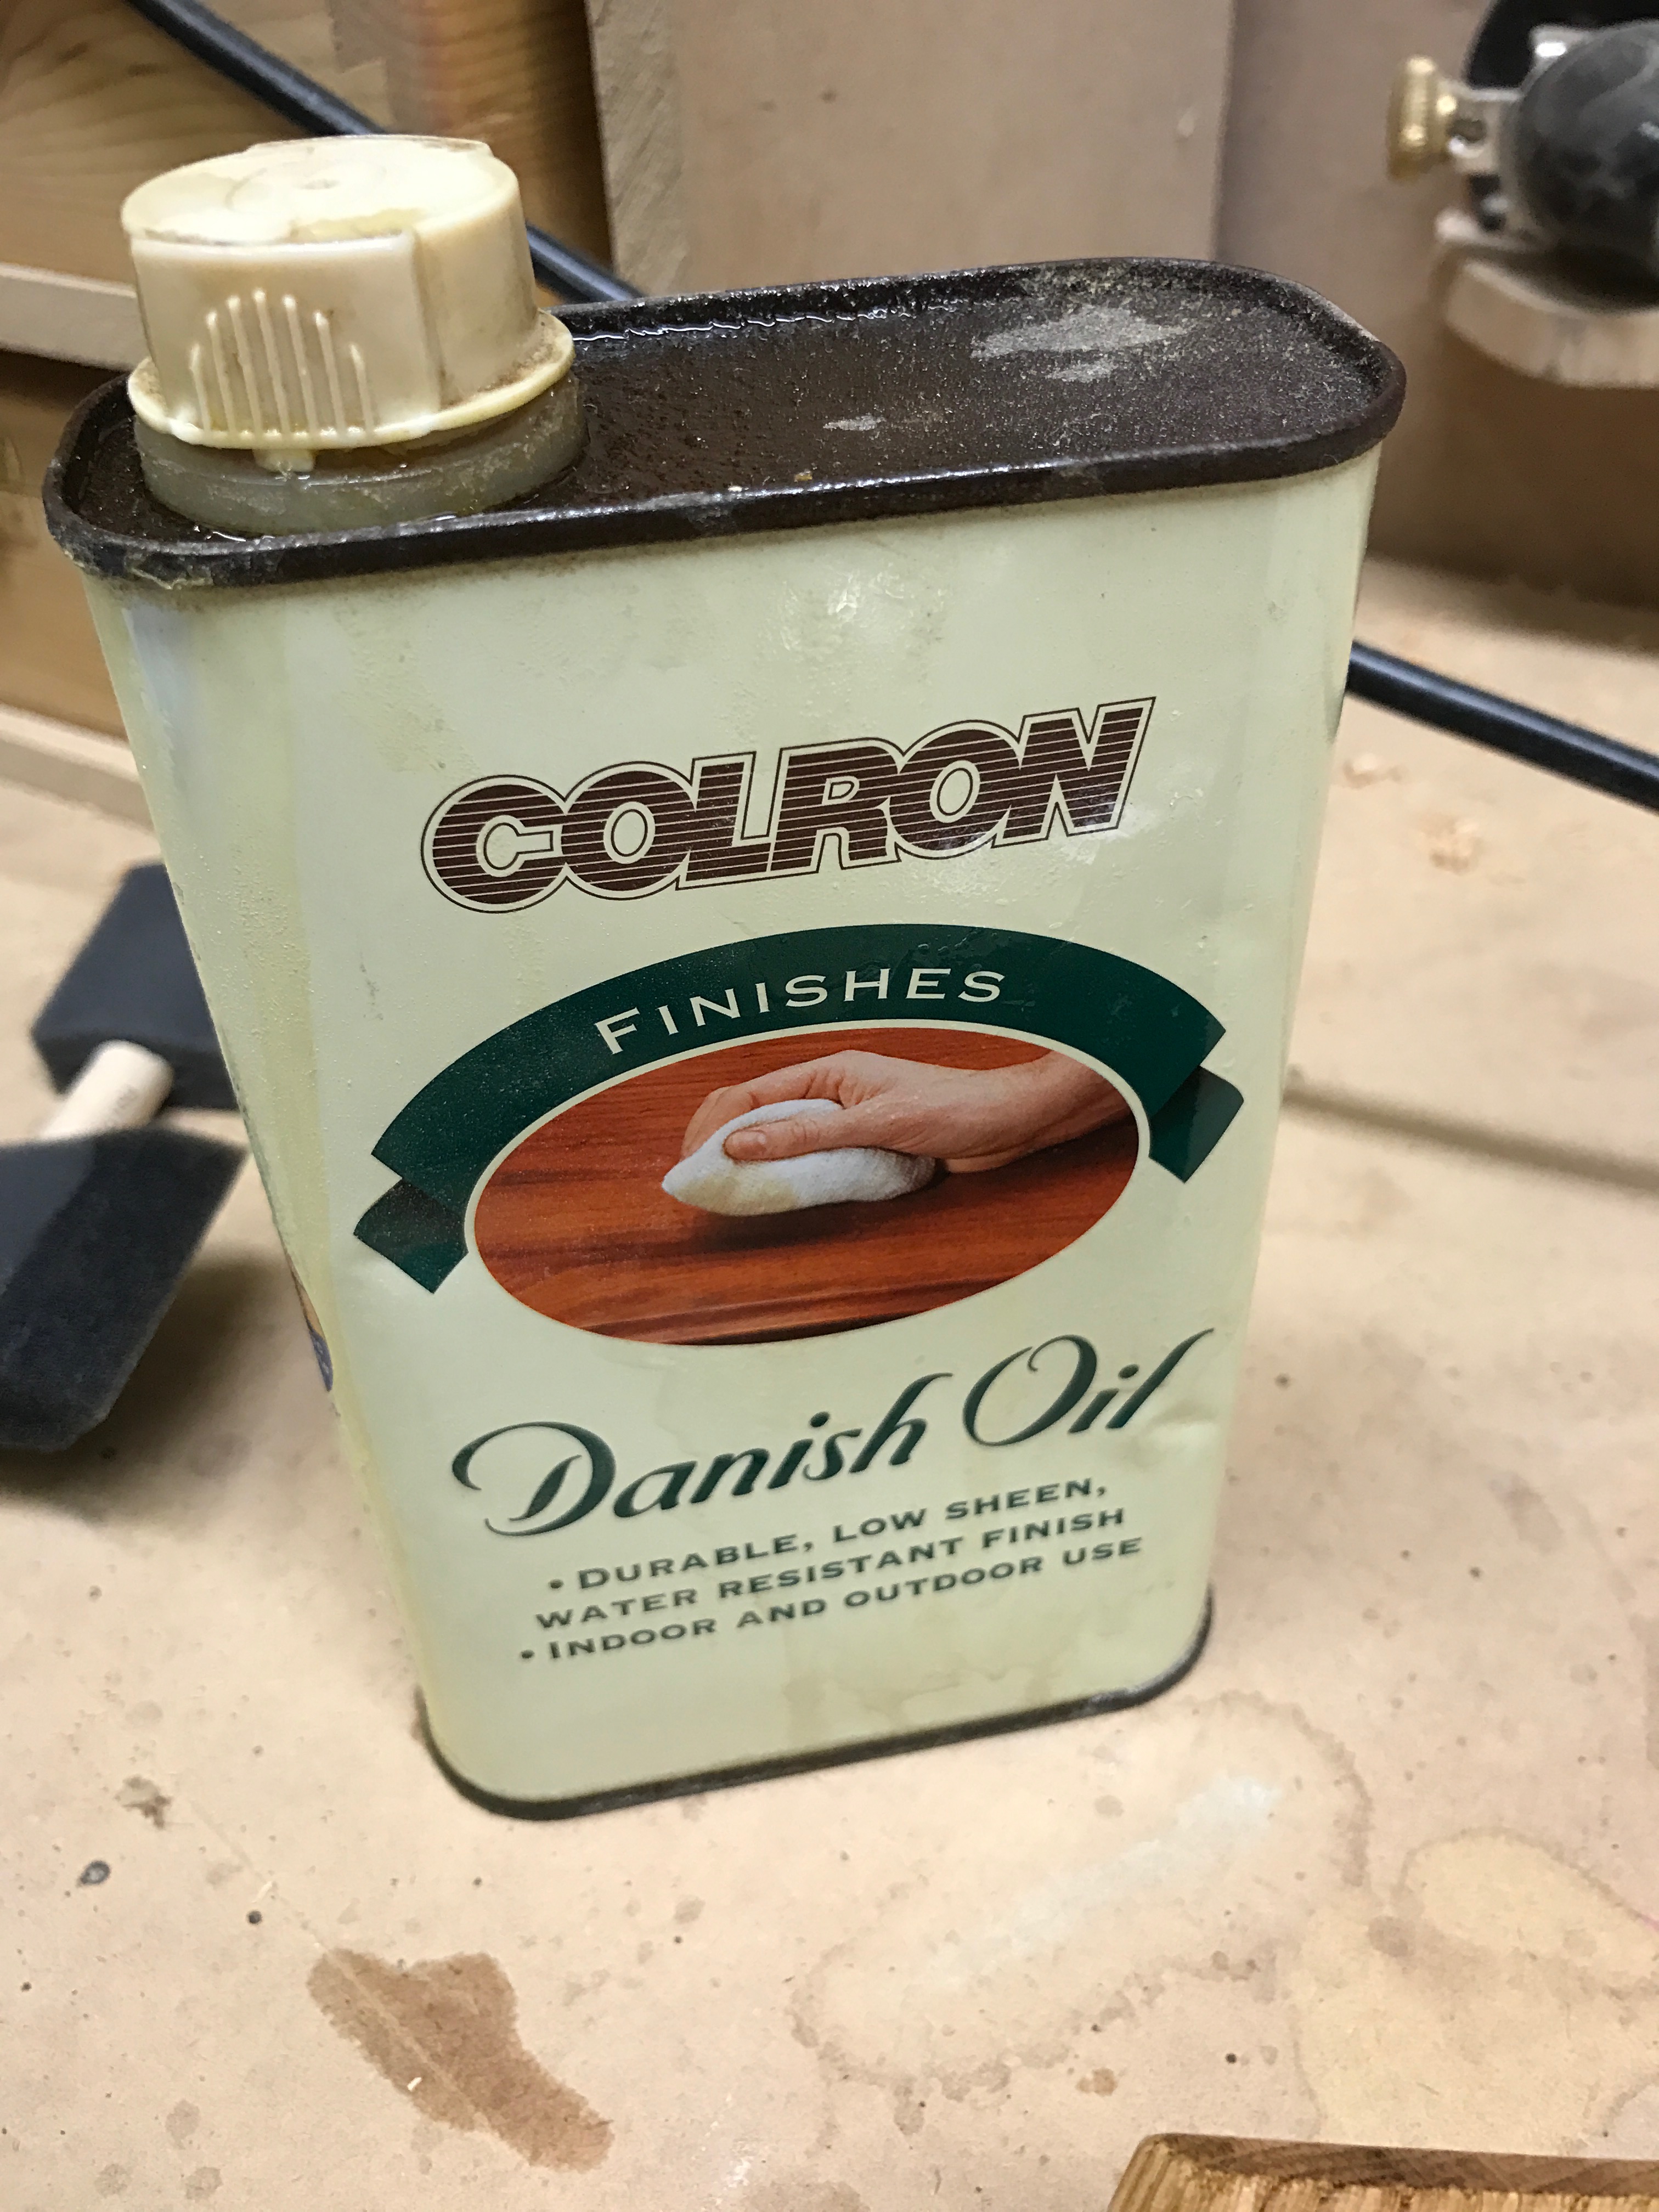 COLRON
FINISHES
Danish Oil
• DURABLE, LOW SHEEN,
WATER RESISTANT FINISH
• INDOOR AND OUTDOOR USE